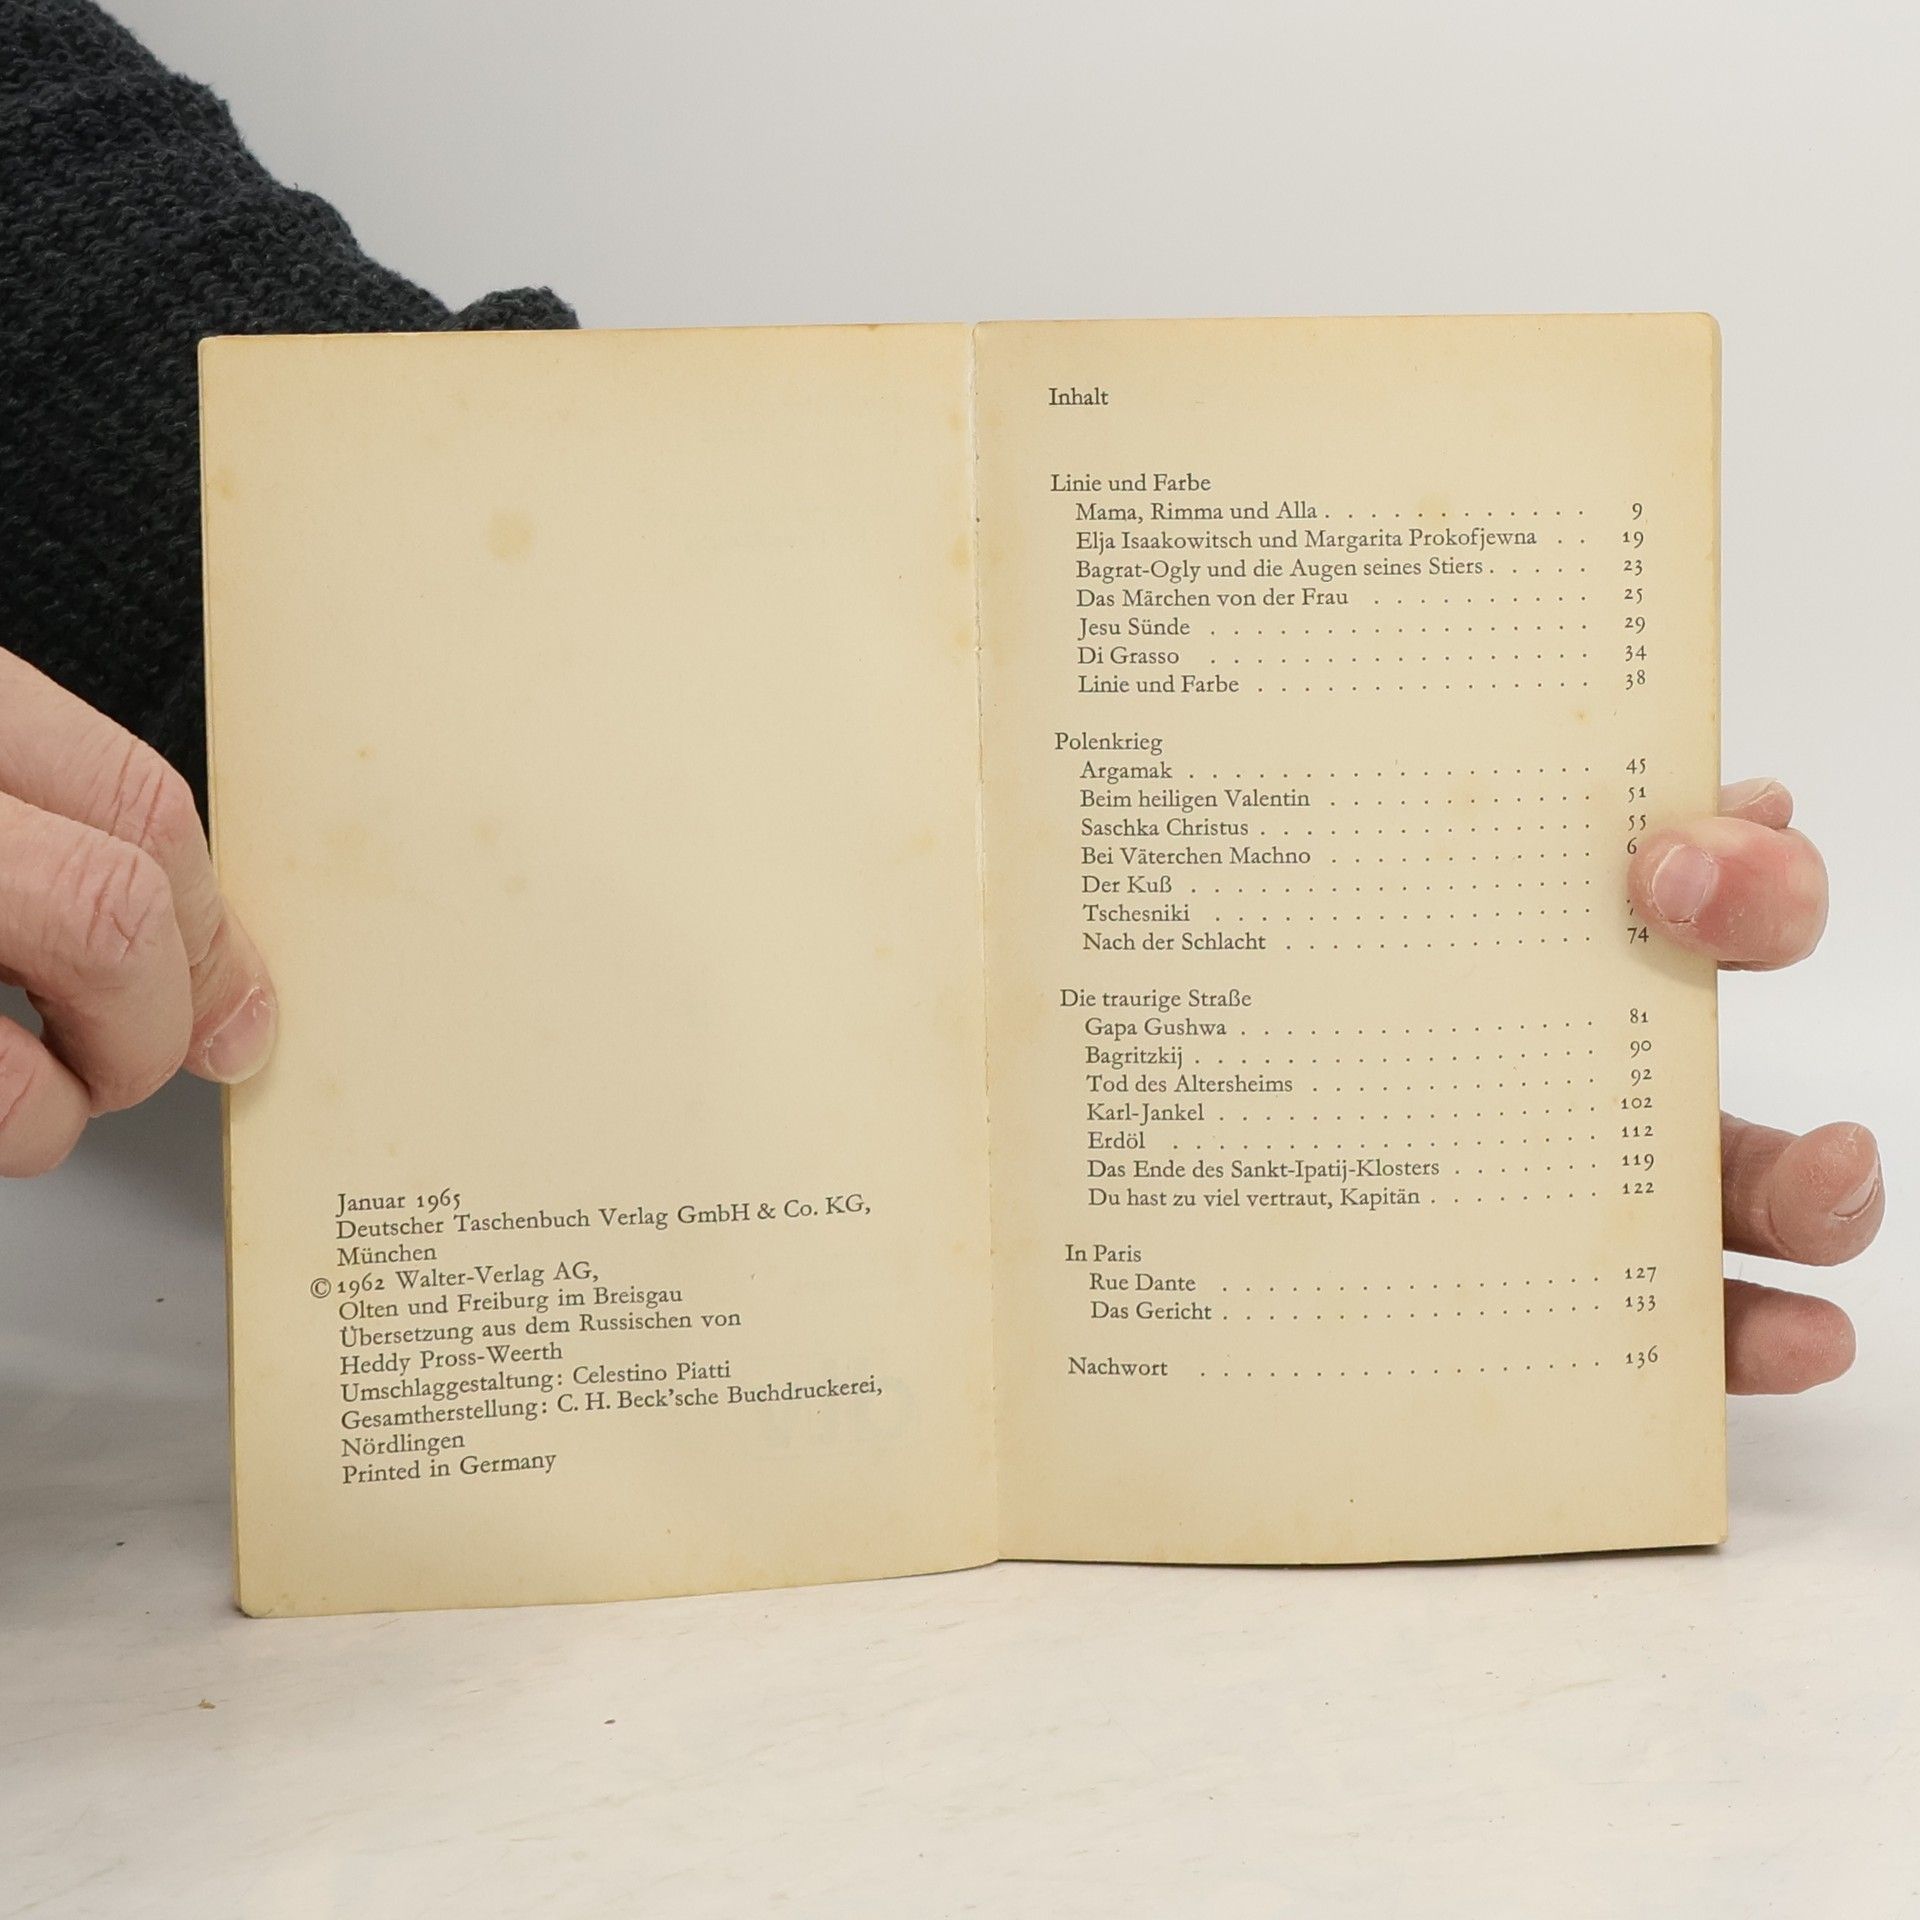 Januar 1965
Deutscher Taschenbuch Verlag GmbH & Co. KG,
München
© 1962 Walter-Verlag AG,
Olten und Freiburg im Breisgau
Übersetzung aus dem Russischen von
Heddy Pross-Weerth
Umschlaggestaltung: Celestino Piatti
Gesamtherstellung: C. H. Beck'sche Buchdruckerei,
Nördlingen
Printed in Germany
Inhalt
Linie und Farbe
Mama, Rimma und Alla . . . . . . . . . . . . 9
Elja Isaakowitsch und Margarita Prokofjewna . . 19
Bagrat-Ogly und die Augen seines Stiers . . . . . 23
Das Märchen von der Frau . . . . . . . . . . 25
Jesu Sünde . . . . . . . . . . . . . . . . . 29
Di Grasso . . . . . . . . . . . . . . . . . 34
Linie und Farbe . . . . . . . . . . . . . . . 38
Polenkrieg
Argamak . . . . . . . . . . . . . . . . . . 45
Beim heiligen Valentin . . . . . . . . . . . . 51
Saschka Christus . . . . . . . . . . . . . . . 55
Bei Väterchen Machno . . . . . . . . . . . .
Der Kuß . . . . . . . . . . . . . . . . . .
Tschesniki . . . . . . . . . . . . . . . . .
Nach der Schlacht . . . . . . . . . . . . . . 74
Die traurige Straße
Gapa Gushwa . . . . . . . . . . . . . . . . 81
Bagritzkij . . . . . . . . . . . . . . . . . . 90
Tod des Altersheims . . . . . . . . . . . . . 92
Karl-Jankel . . . . . . . . . . . . . . . . . 102
Erdöl . . . . . . . . . . . . . . . . . . . 112
Das Ende des Sankt-Ipatij-Klosters . . . . . . . 119
Du hast zu viel vertraut, Kapitän . . . . . . . . 122
In Paris
Rue Dante . . . . . . . . . . . . . . . . . 127
Das Gericht . . . . . . . . . . . . . . . . . 133
Nachwort . . . . . . . . . . . . . . . . . . 136